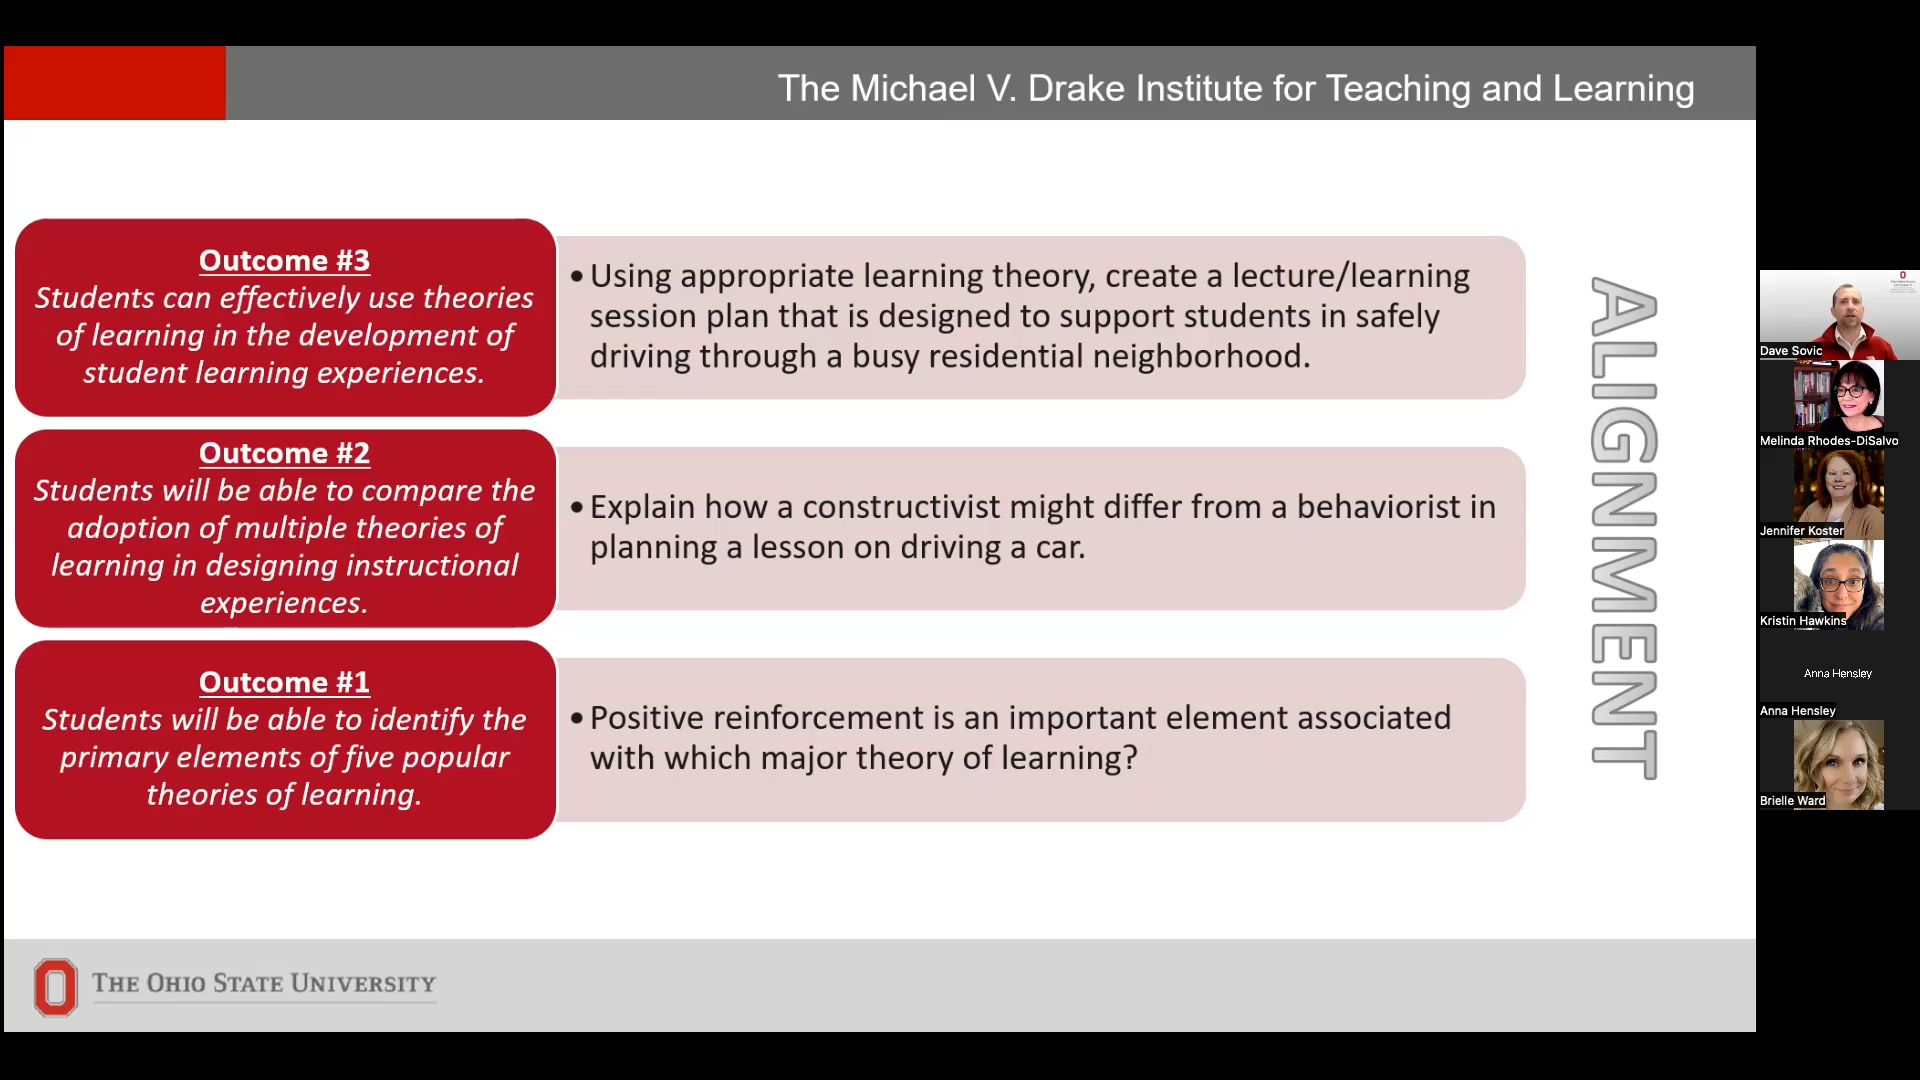 The Michael V. Drake Institute for Teaching and Learning
Outcome #3
Students can effectively use theories
of learning in the development of
student learning experiences.
• Using appropriate learning theory, create a lecture/learning
session plan that is designed to support students in safely
driving through a busy residential neighborhood.
Outcome #2
Students will be able to compare the
adoption of multiple theories of
learning in designing instructional
experiences.
• Explain how a constructivist might differ from a behaviorist in
planning a lesson on driving a car.
Outcome #1
Students will be able to identify the
primary elements of five popular
theories of learning.
• Positive reinforcement is an important element associated
with which major theory of learning?
ALIGNMENT
THE OHIO STATE UNIVERSITY
Dave Sovic
Melinda Rhodes-DiSalvo
Jennifer Koster
Kristin Hawkins
Anna Hensley
Anna Hensley
Brielle Ward